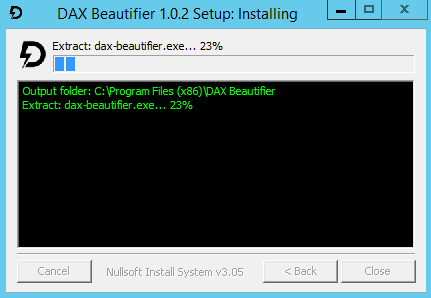 DAX Beautifier 1.0.2 Setup: Installing
Extract: dax-beautifier.exe... 23%
Output folder: C:\Program Files (x86)\DAX Beautifier
Extract: dax-beautifier.exe... 23%
Cancel
Nullsoft Install System v3.05
< Back
Close